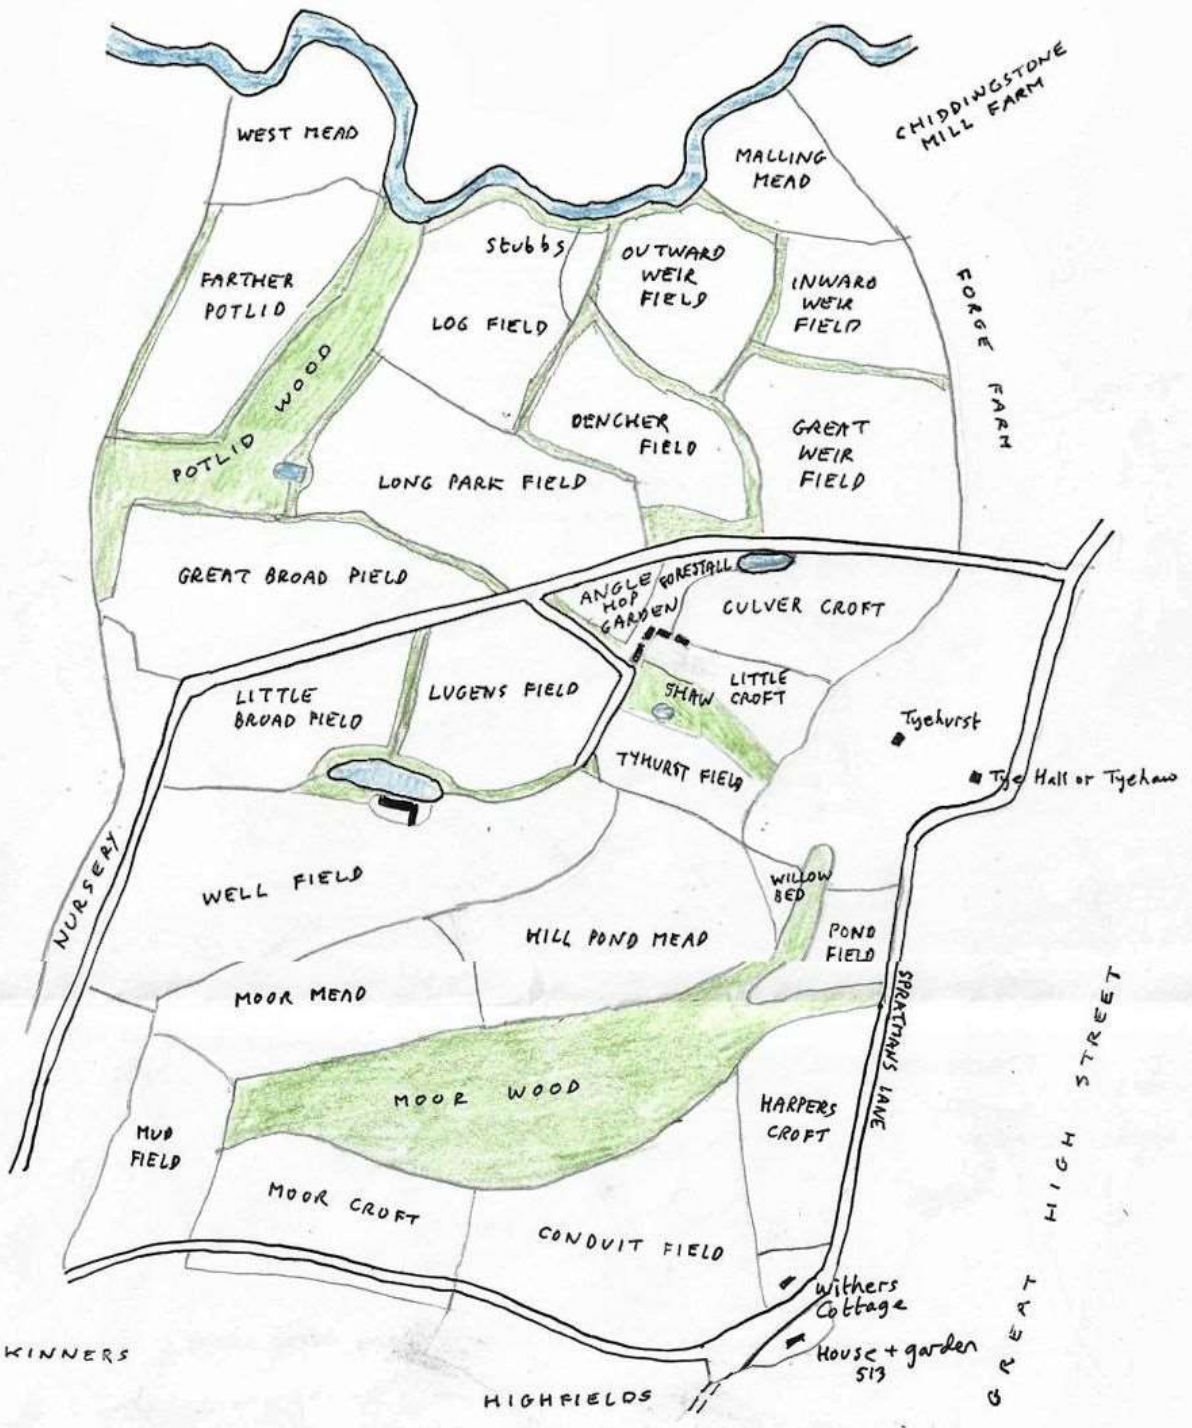 CHIDDINGSTONE
MILL FARM
WEST MEAD
MALLING
MEAD
Stubbs
OUTWARD
WEIR
FIELD
FARTHER
POTLID
INWARD
WEIR
FIELD
FORGE FARM
LOG FIELD
POTLID WOOD
DENCHER
FIELD
GREAT
WEIR
FIELD
LONG PARK FIELD
GREAT BROAD FIELD
ANGLE
HOP
GARDEN
FORESTALL
CULVER CROFT
LITTLE
BROAD FIELD
LUGENS FIELD
SHAW
LITTLE
CROFT
Tyehurst
TYHURST FIELD
Tye Hall or Tyehaw
NURSERY
WELL FIELD
WILLOW
BED
HILL POND MEAD
POND
FIELD
MOOR MEAD
SPRATMANS LANE
GREAT HIGH STREET
MOOR WOOD
HARPERS
CROFT
MUD
FIELD
MOOR CROFT
CONDUIT FIELD
Withers
Cottage
House + garden
513
KINNERS
HIGHFIELDS